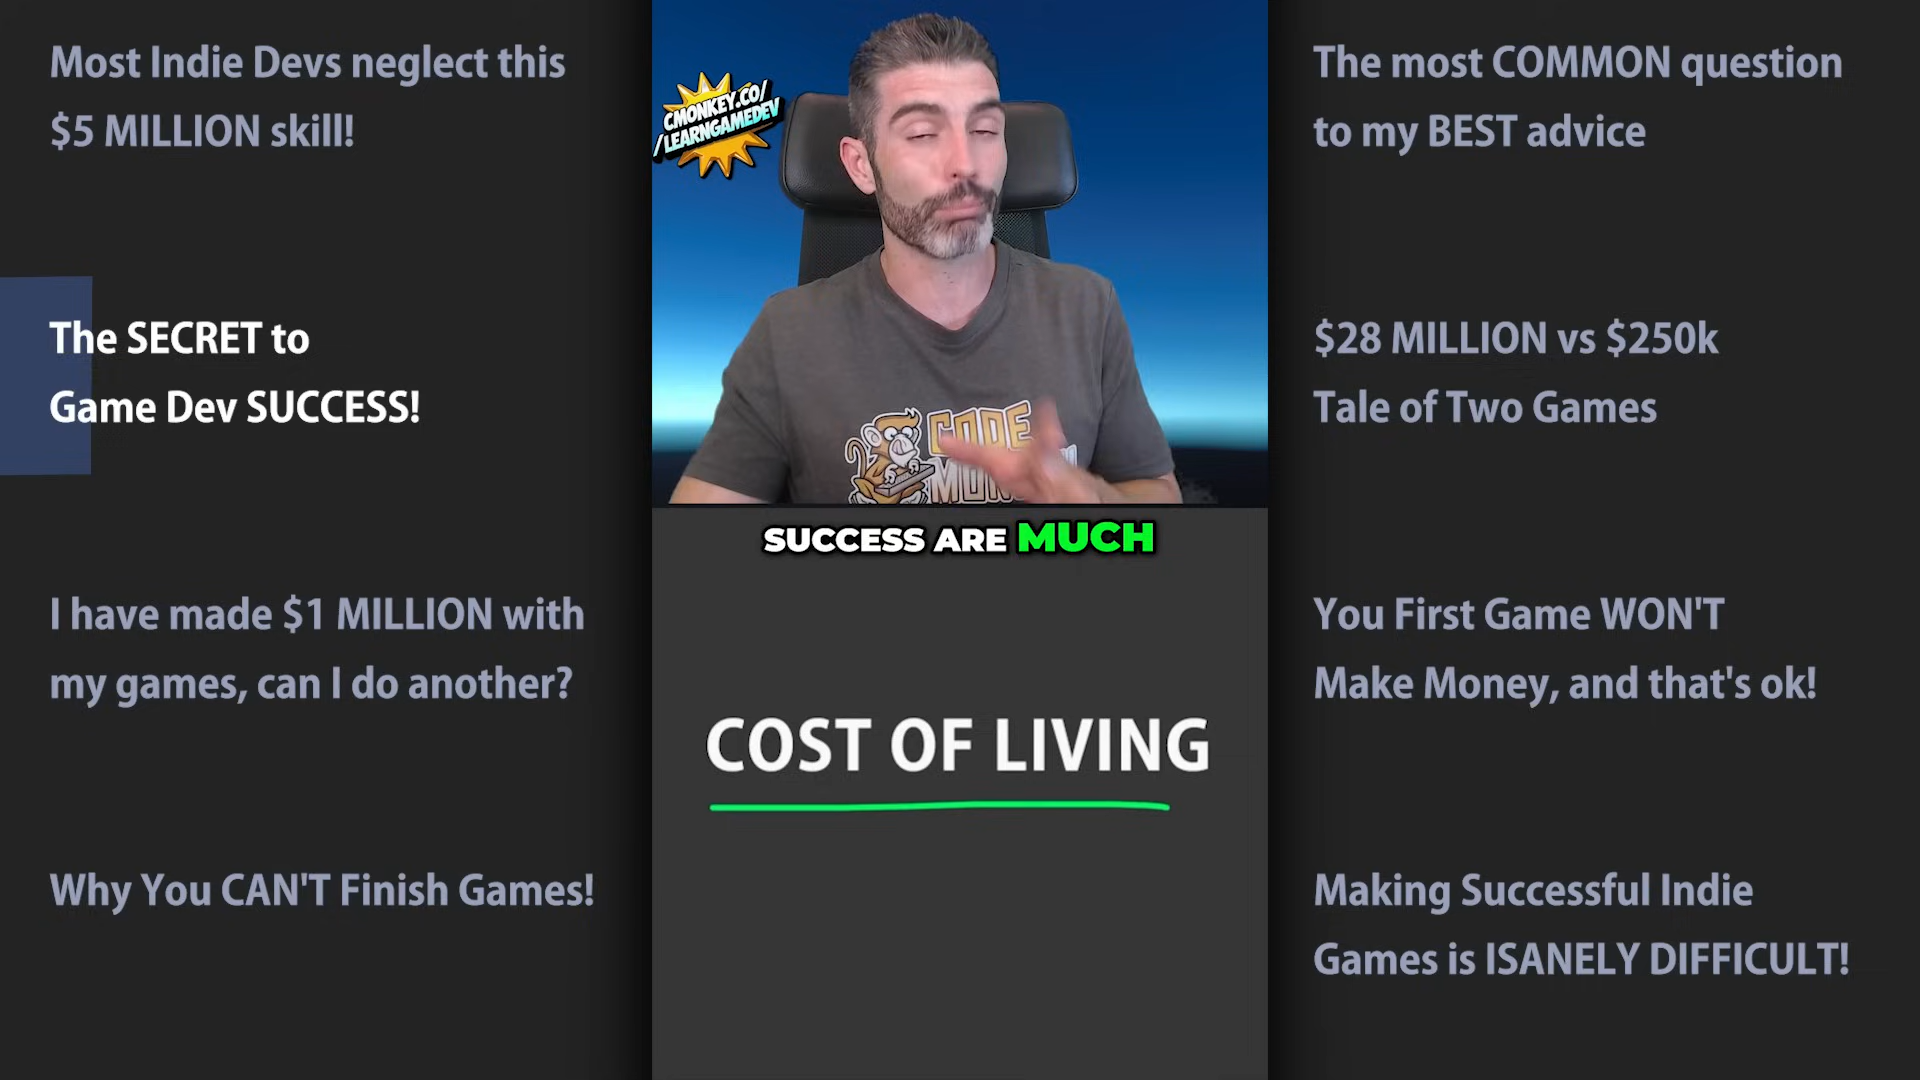 Most Indie Devs neglect this
$5 MILLION skill!
The SECRET to
Game Dev SUCCESS!
I have made $1 MILLION with
my games, can I do another?
Why You CAN'T Finish Games!
CMONKEY.CO/
/LEARNGAMEDEV
CODE
SUCCESS ARE MUCH
COST OF LIVING
The most COMMON question
to my BEST advice
$28 MILLION vs $250k
Tale of Two Games
You First Game WON'T
Make Money, and that's ok!
Making Successful Indie
Games is ISANELY DIFFICULT!